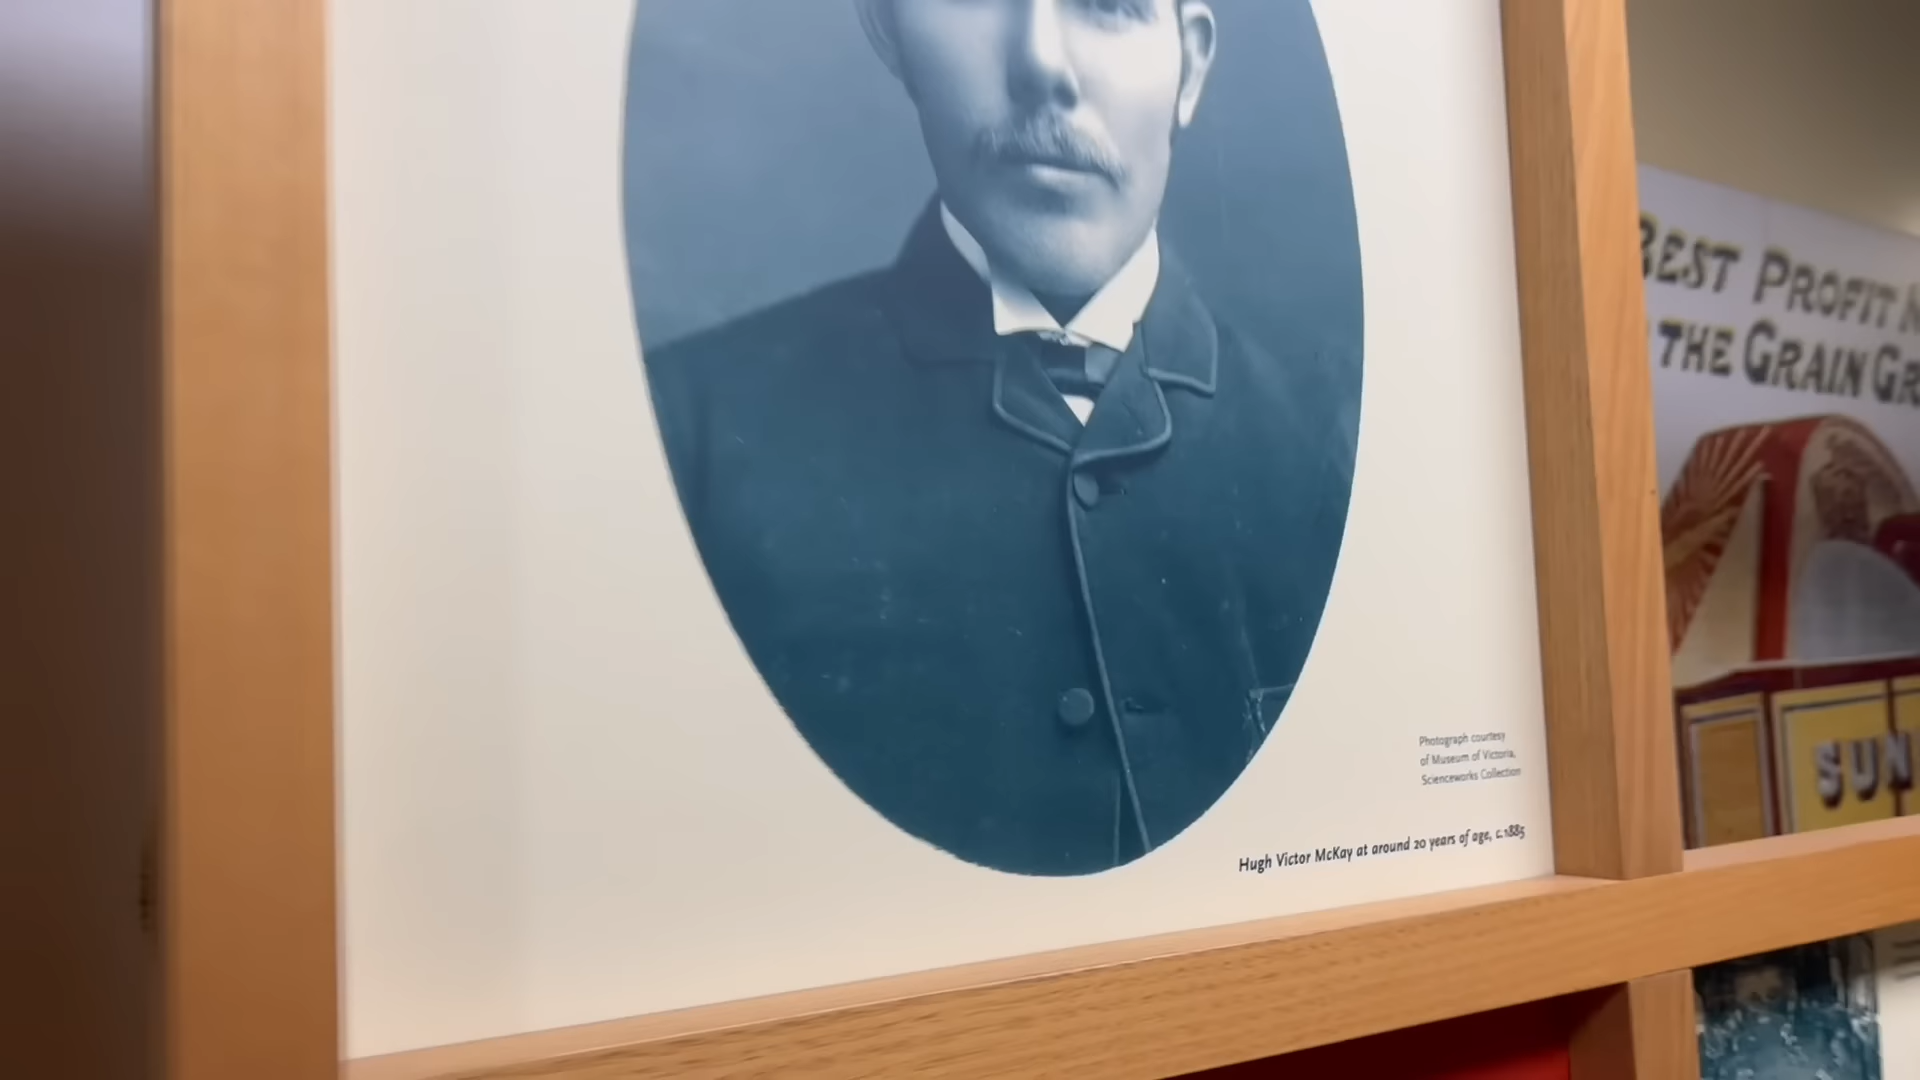 BEST PROFIT
THE GRAIN
SUN
Photograph courtesy
of Museum of Victoria,
Scienceworks Collection
Hugh Victor McKay at around 20 years of age, c.1885